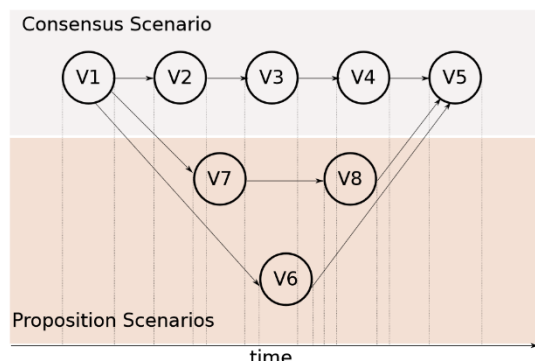 Consensus Scenario
V1 V2 V3 V4 V5
V7 V8
V6
Proposition Scenarios
time